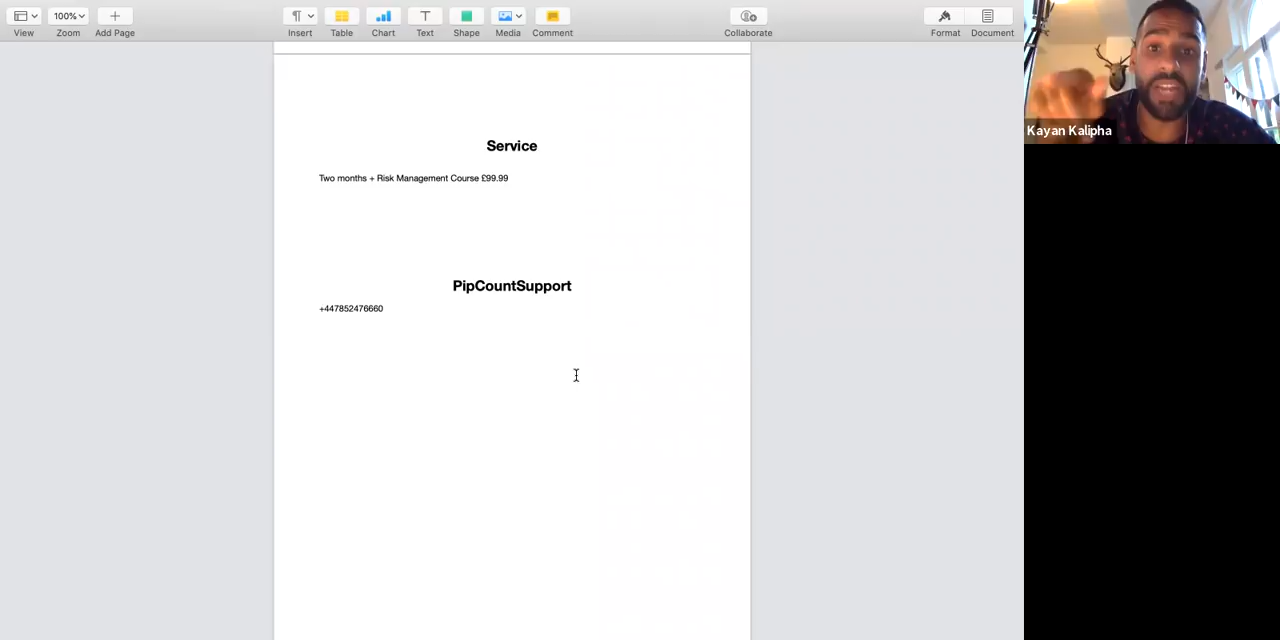 100%
View
Zoom
Add Page
Insert
Table
Chart
Text
Shape
Media
Comment
Collaborate
Format
Document
Kayan Kalipha
Service
Two months + Risk Management Course £99.99
PipCountSupport
+447852476660